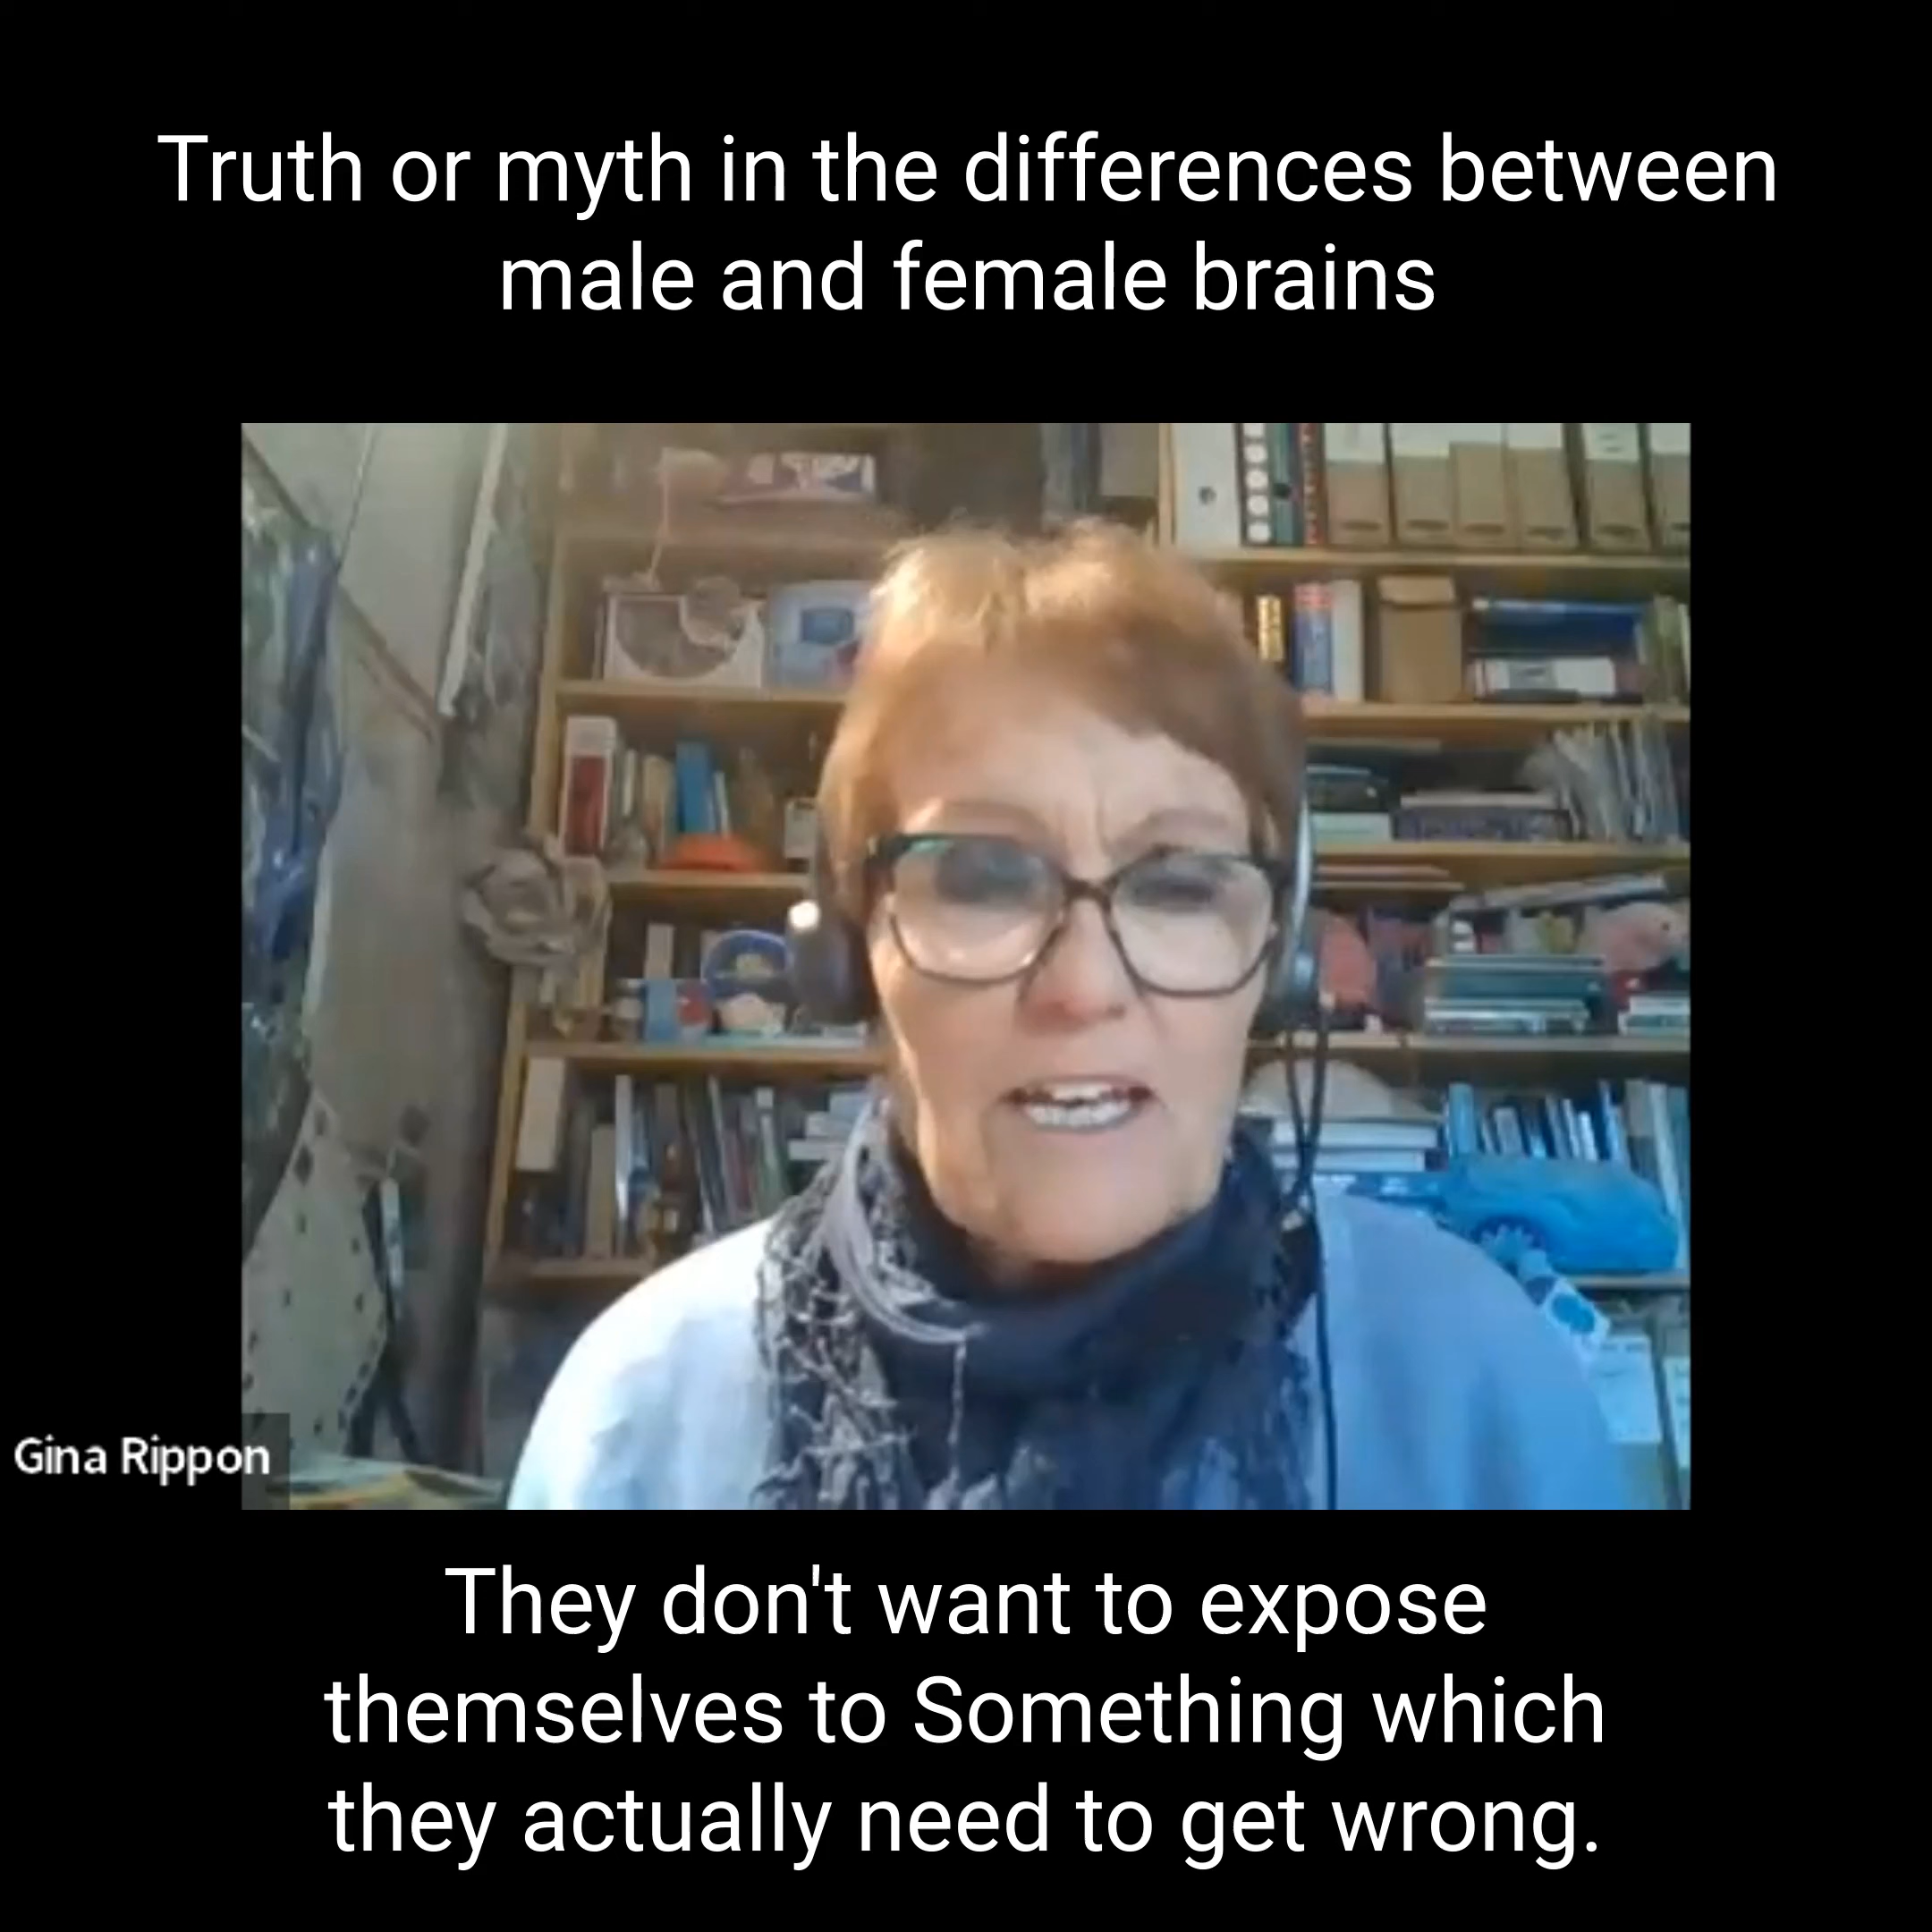 Truth or myth in the differences between
male and female brains
Gina Rippon
They don't want to expose
themselves to Something which
they actually need to get wrong.